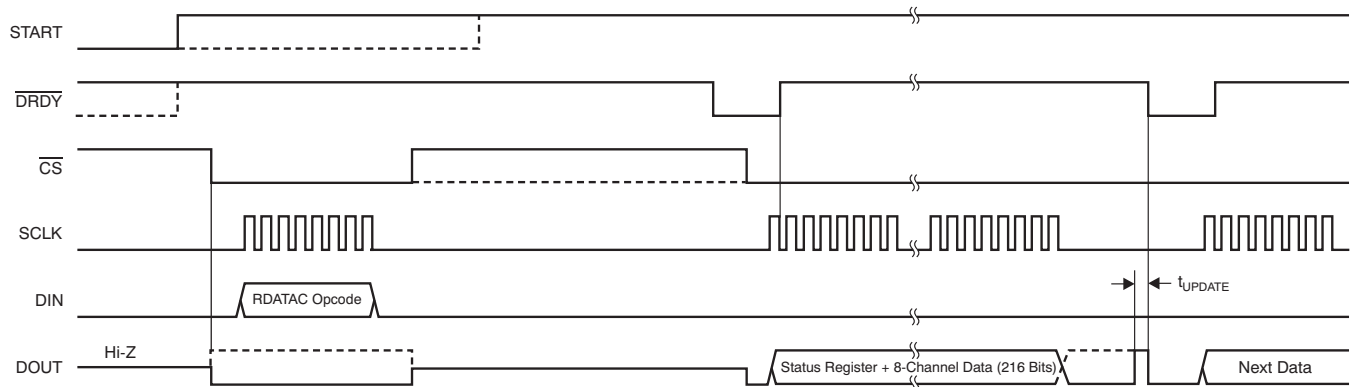 START
DRDY
CS
SCLK
DIN
RDATAC Opcode
tUPDATE
DOUT
Hi-Z
Status Register + 8-Channel Data (216 Bits)
Next Data